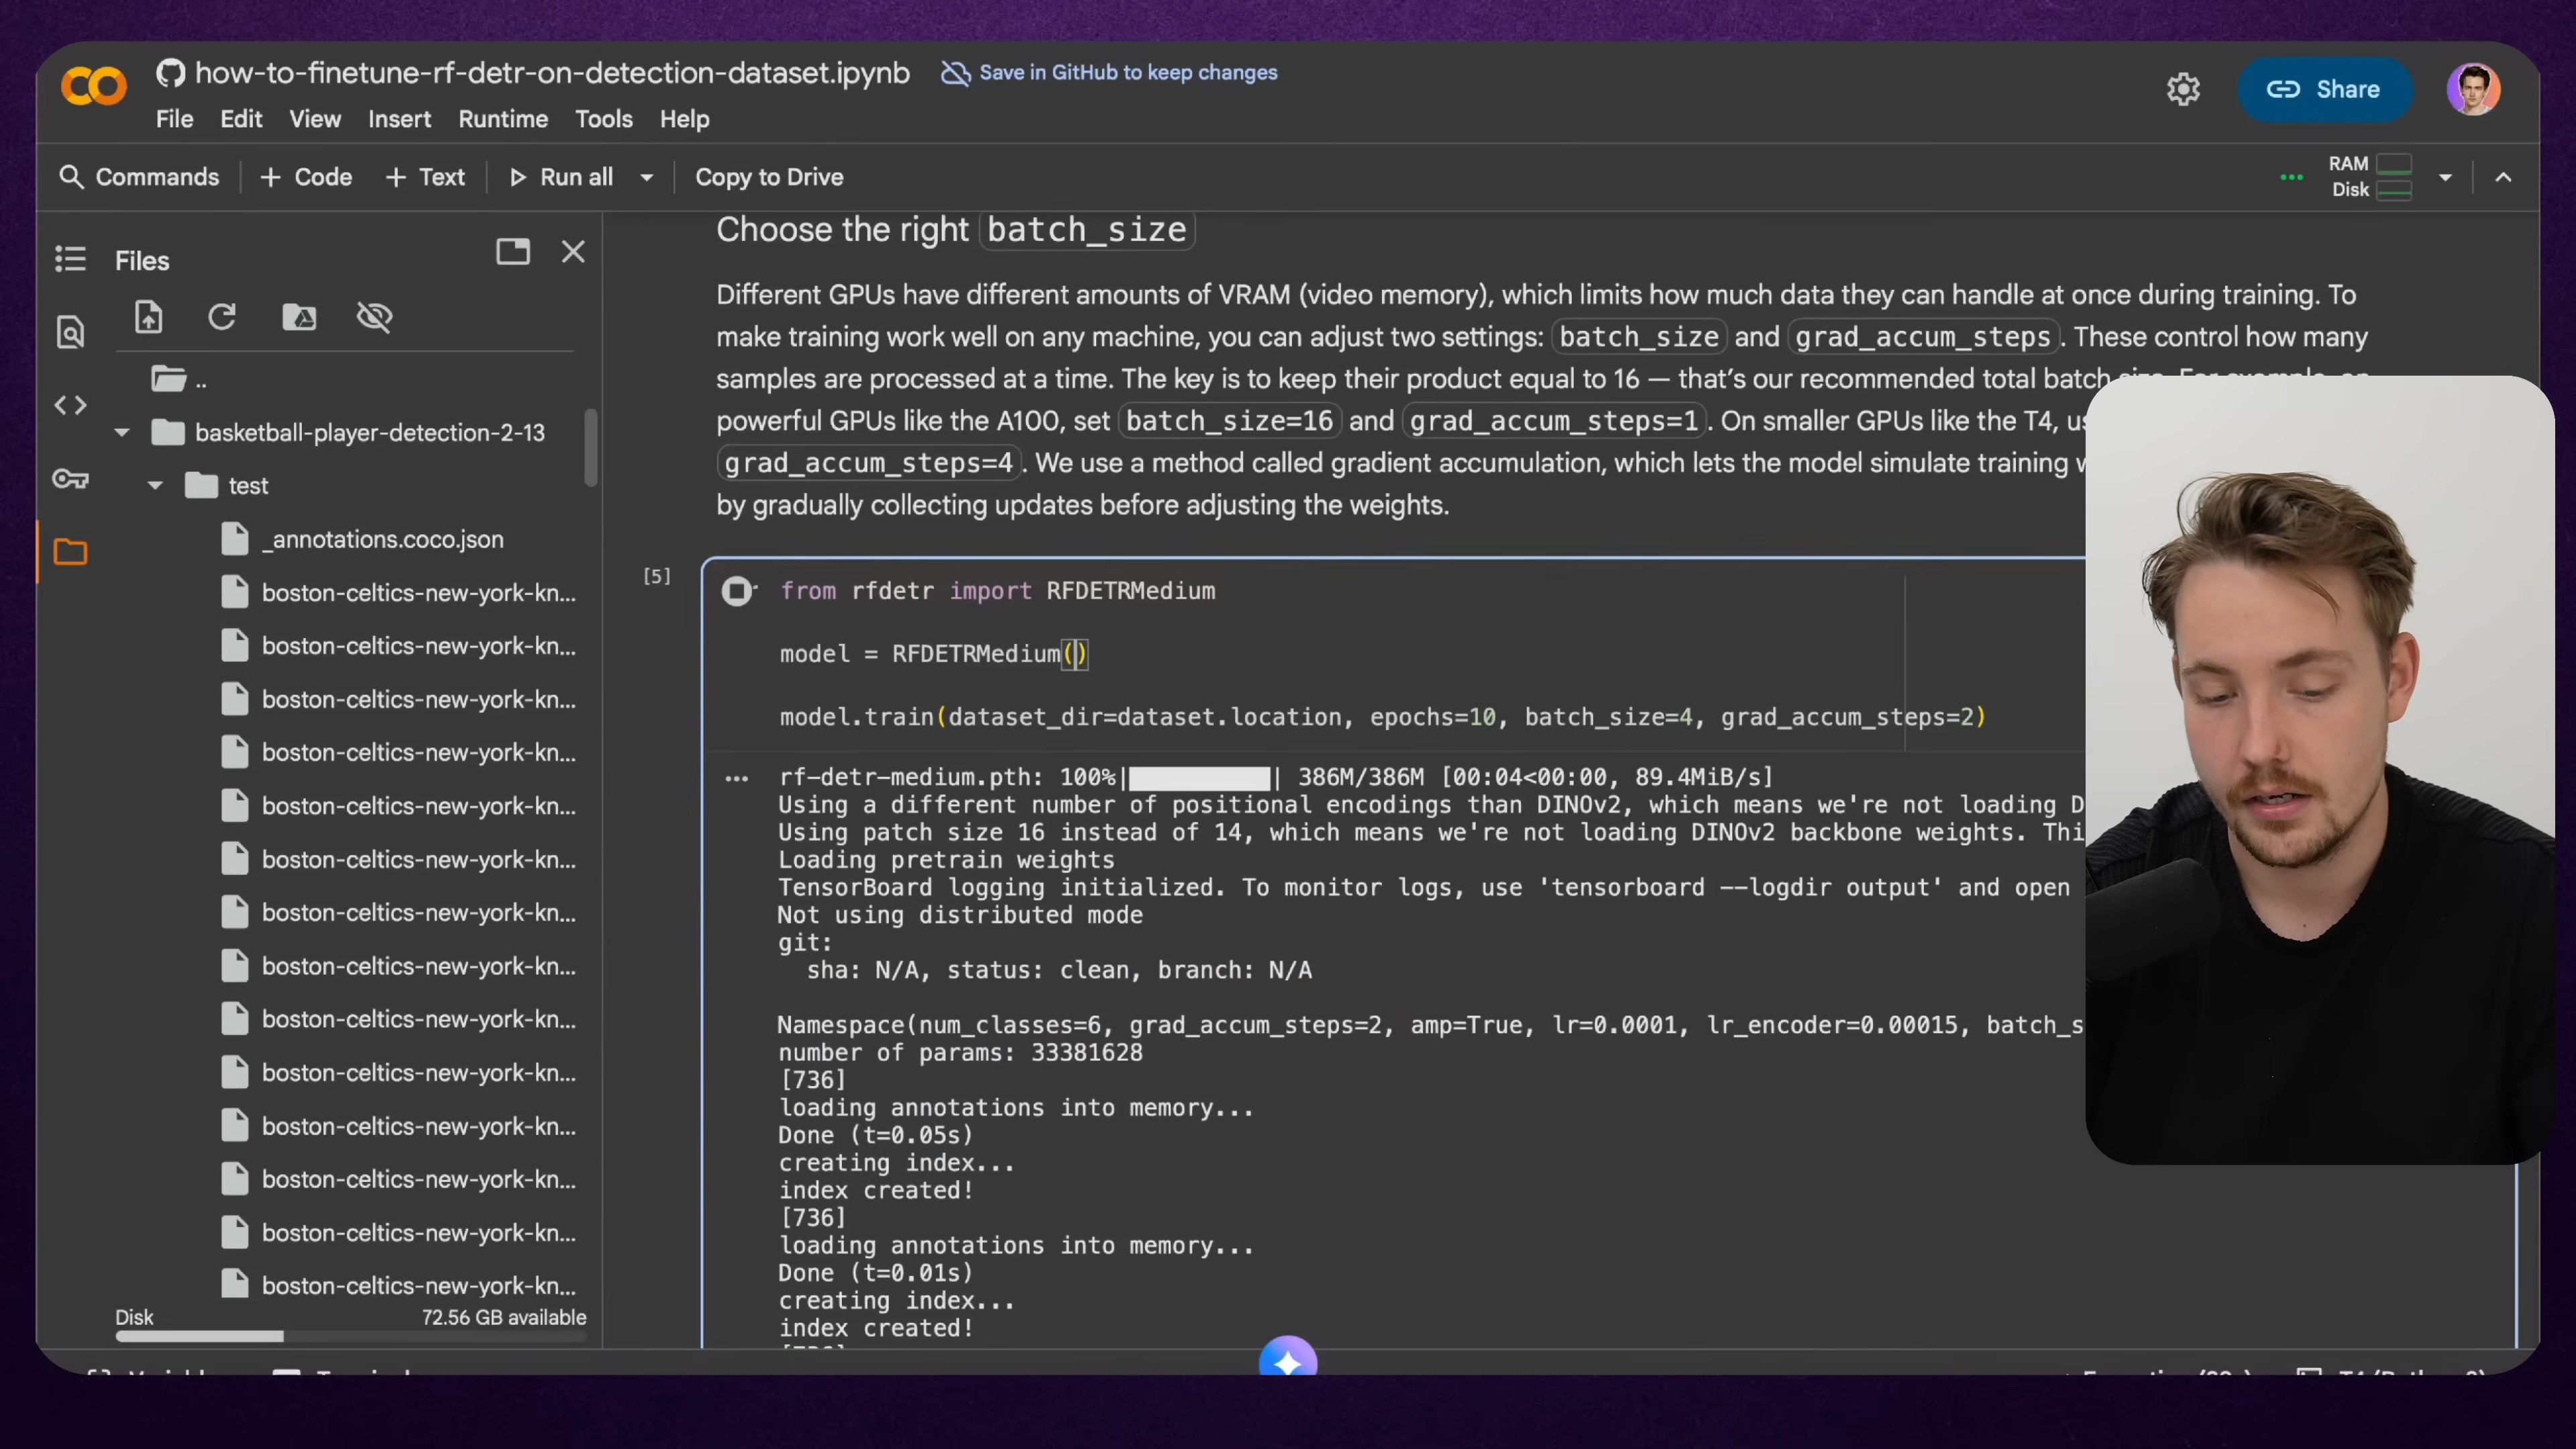 how-to-finetune-rf-detr-on-detection-dataset.ipynb
Save in GitHub to keep changes
Share
File Edit View Insert Runtime Tools Help
Commands + Code + Text Run all Copy to Drive
RAM
Disk
Files
..
basketball-player-detection-2-13
test
_annotations.coco.json
boston-celtics-new-york-kn...
boston-celtics-new-york-kn...
boston-celtics-new-york-kn...
boston-celtics-new-york-kn...
boston-celtics-new-york-kn...
boston-celtics-new-york-kn...
boston-celtics-new-york-kn...
boston-celtics-new-york-kn...
boston-celtics-new-york-kn...
boston-celtics-new-york-kn...
boston-celtics-new-york-kn...
boston-celtics-new-york-kn...
boston-celtics-new-york-kn...
boston-celtics-new-york-kn...
Disk 72.56 GB available
Choose the right batch_size
Different GPUs have different amounts of VRAM (video memory), which limits how much data they can handle at once during training. To
make training work well on any machine, you can adjust two settings: batch_size and grad_accum_steps. These control how many
samples are processed at a time. The key is to keep their product equal to 16 — that's our recommended total batch
powerful GPUs like the A100, set batch_size=16 and grad_accum_steps=1. On smaller GPUs like the T4,
grad_accum_steps=4. We use a method called gradient accumulation, which lets the model simulate training
by gradually collecting updates before adjusting the weights.
[5]
from rfdetr import RFDETRMedium
model = RFDETRMedium()
model.train(dataset_dir=dataset.location, epochs=10, batch_size=4, grad_accum_steps=2)
rf-detr-medium.pth: 100%| | 386M/386M [00:04<00:00, 89.4MiB/s]
Using a different number of positional encodings than DINOv2, which means we're not loading D
Using patch size 16 instead of 14, which means we're not loading DINOv2 backbone weights. Thi
Loading pretrain weights
TensorBoard logging initialized. To monitor logs, use 'tensorboard --logdir output' and open
Not using distributed mode
git:
sha: N/A, status: clean, branch: N/A
Namespace(num_classes=6, grad_accum_steps=2, amp=True, lr=0.0001, lr_encoder=0.00015, batch_s
number of params: 33381628
[736]
loading annotations into memory...
Done (t=0.05s)
creating index...
index created!
[736]
loading annotations into memory...
Done (t=0.01s)
creating index...
index created!